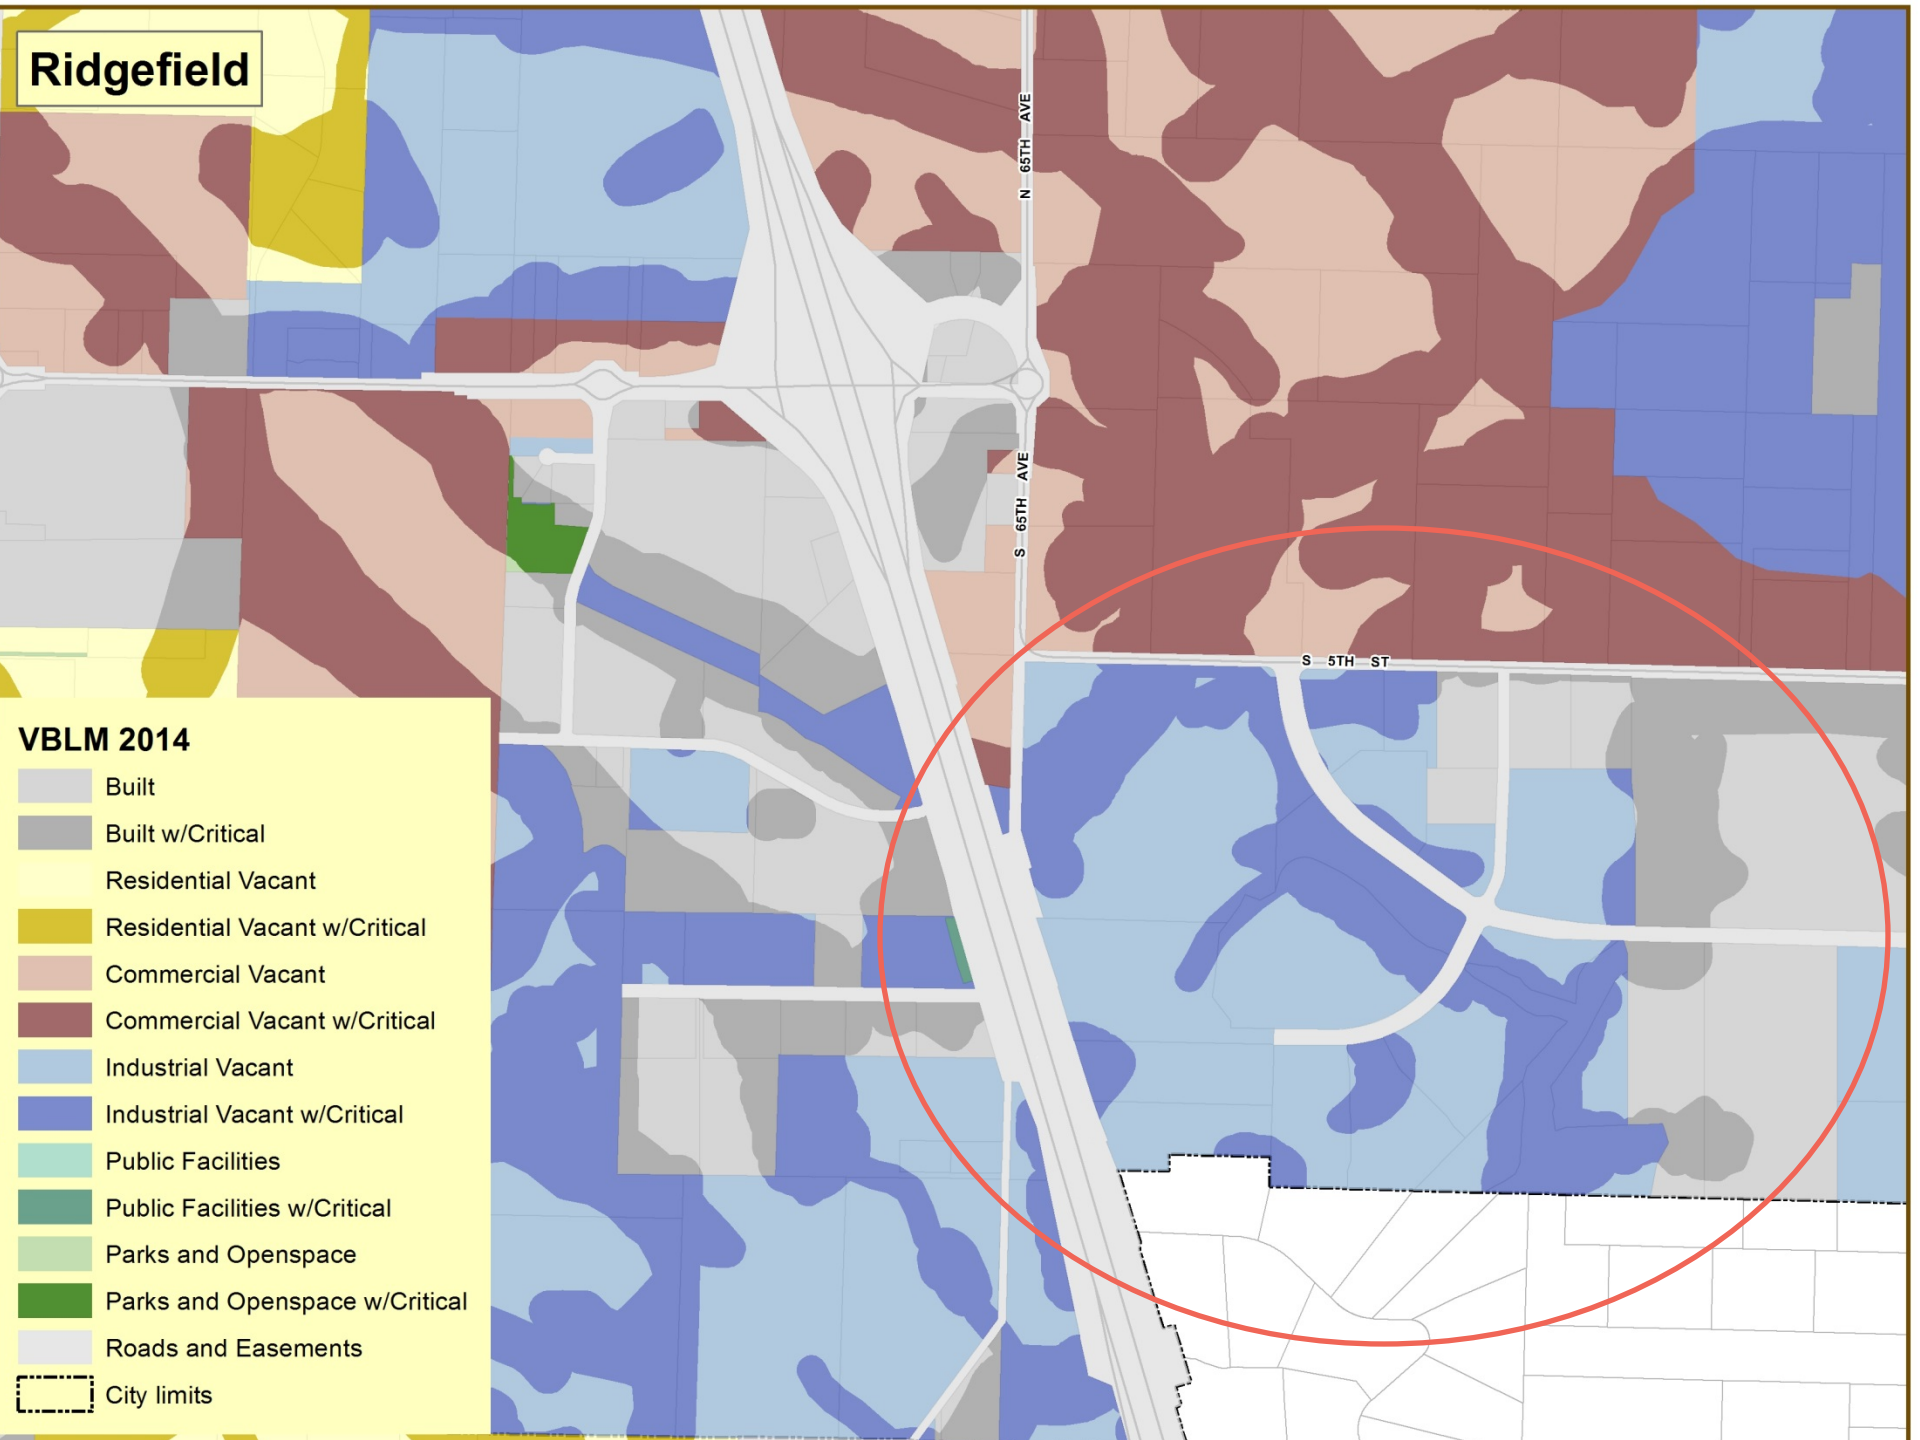 Ridgefield
N 65TH AVE
S 65TH AVE
S 5TH ST
VBLM 2014
Built
Built w/Critical
Residential Vacant
Residential Vacant w/Critical
Commercial Vacant
Commercial Vacant w/Critical
Industrial Vacant
Industrial Vacant w/Critical
Public Facilities
Public Facilities w/Critical
Parks and Openspace
Parks and Openspace w/Critical
Roads and Easements
City limits